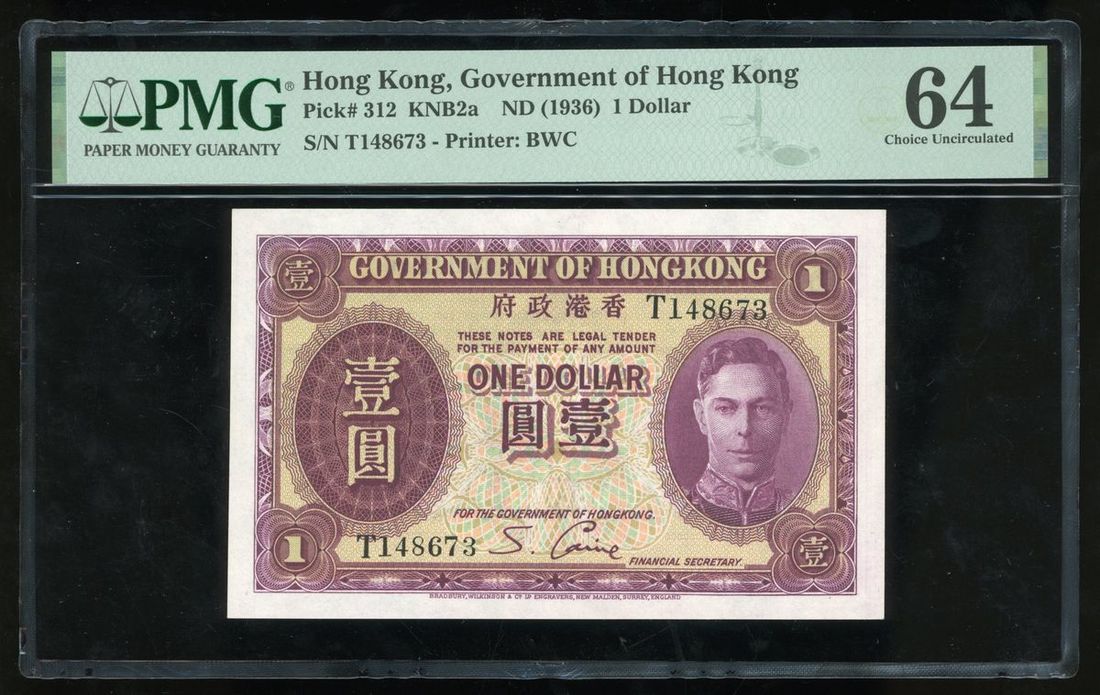 PMG®
PAPER MONEY GUARANTY
Hong Kong, Government of Hong Kong
Pick# 312 KNB2a ND (1936) 1 Dollar
S/N T148673 - Printer: BWC
64
Choice Uncirculated
壹
GOVERNMENT OF HONGKONG
1
府政港香
T148673
THESE NOTES ARE LEGAL TENDER
FOR THE PAYMENT OF ANY AMOUNT
ONE DOLLAR
圓壹
壹
圓
FOR THE GOVERNMENT OF HONGKONG.
1
T148673
S. Caine
FINANCIAL SECRETARY.
壹
BRADBURY, WILKINSON & Co Ld ENGRAVERS, NEW MALDEN, SURREY, ENGLAND